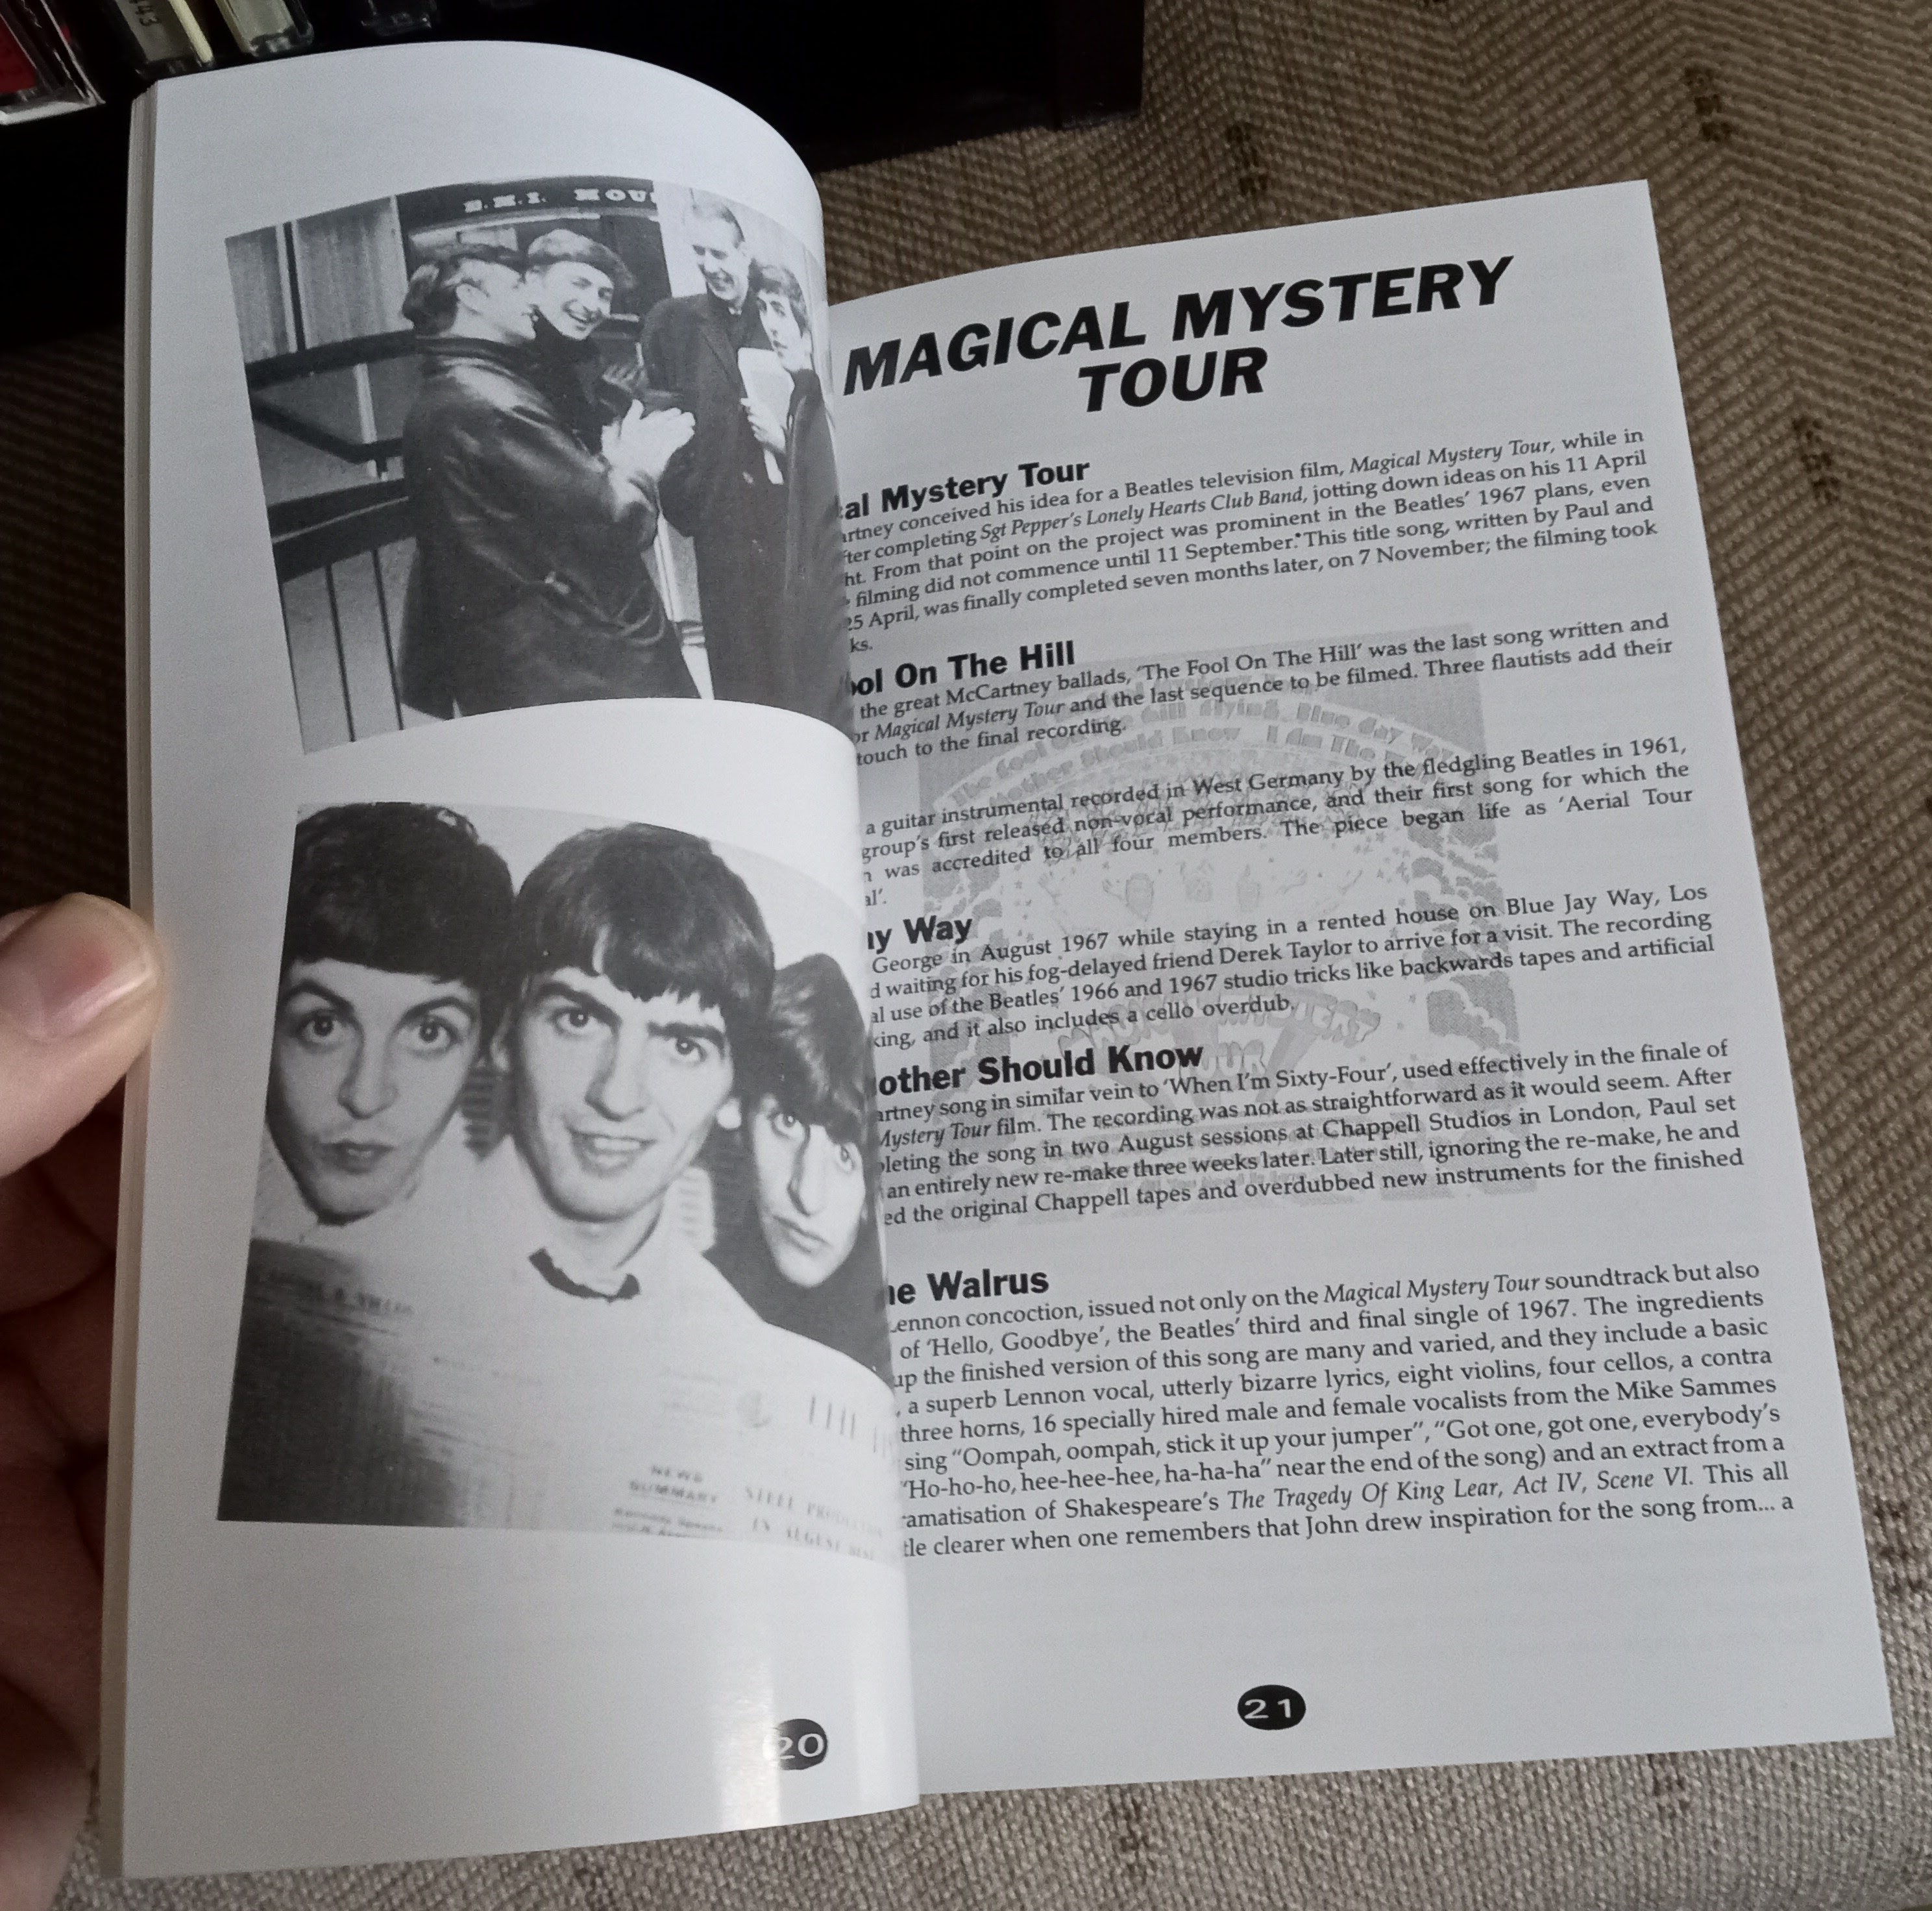 E.M.I. HOU
NEWS
SUMMARY
STEEL PRODUCTION
IN AUGUST
20
MAGICAL MYSTERY
TOUR
al Mystery Tour
artney conceived his idea for a Beatles television film, Magical Mystery Tour, while in
fter completing Sgt Pepper's Lonely Hearts Club Band, jotting down ideas on his 11 April
ht. From that point on the project was prominent in the Beatles' 1967 plans, even
filming did not commence until 11 September. This title song, written by Paul and
25 April, was finally completed seven months later, on 7 November; the filming took
ks.
ool On The Hill
the great McCartney ballads, 'The Fool On The Hill' was the last song written and
or Magical Mystery Tour and the last sequence to be filmed. Three flautists add their
touch to the final recording.
a guitar instrumental recorded in West Germany by the fledgling Beatles in 1961,
group's first released non-vocal performance, and their first song for which the
n was accredited to all four members. The piece began life as 'Aerial Tour
al'.
ay Way
George in August 1967 while staying in a rented house on Blue Jay Way, Los
d waiting for his fog-delayed friend Derek Taylor to arrive for a visit. The recording
al use of the Beatles' 1966 and 1967 studio tricks like backwards tapes and artificial
king, and it also includes a cello overdub.
other Should Know
artney song in similar vein to 'When I'm Sixty-Four', used effectively in the finale of
Mystery Tour film. The recording was not as straightforward as it would seem. After
leting the song in two August sessions at Chappell Studios in London, Paul set
an entirely new re-make three weeks later. Later still, ignoring the re-make, he and
ed the original Chappell tapes and overdubbed new instruments for the finished
he Walrus
Lennon concoction, issued not only on the Magical Mystery Tour soundtrack but also
of 'Hello, Goodbye', the Beatles' third and final single of 1967. The ingredients
up the finished version of this song are many and varied, and they include a basic
, a superb Lennon vocal, utterly bizarre lyrics, eight violins, four cellos, a contra
three horns, 16 specially hired male and female vocalists from the Mike Sammes
sing "Oompah, oompah, stick it up your jumper", "Got one, got one, everybody's
"Ho-ho-ho, hee-hee-hee, ha-ha-ha" near the end of the song) and an extract from a
ramatisation of Shakespeare's The Tragedy Of King Lear, Act IV, Scene VI. This all
tle clearer when one remembers that John drew inspiration for the song from... a
21